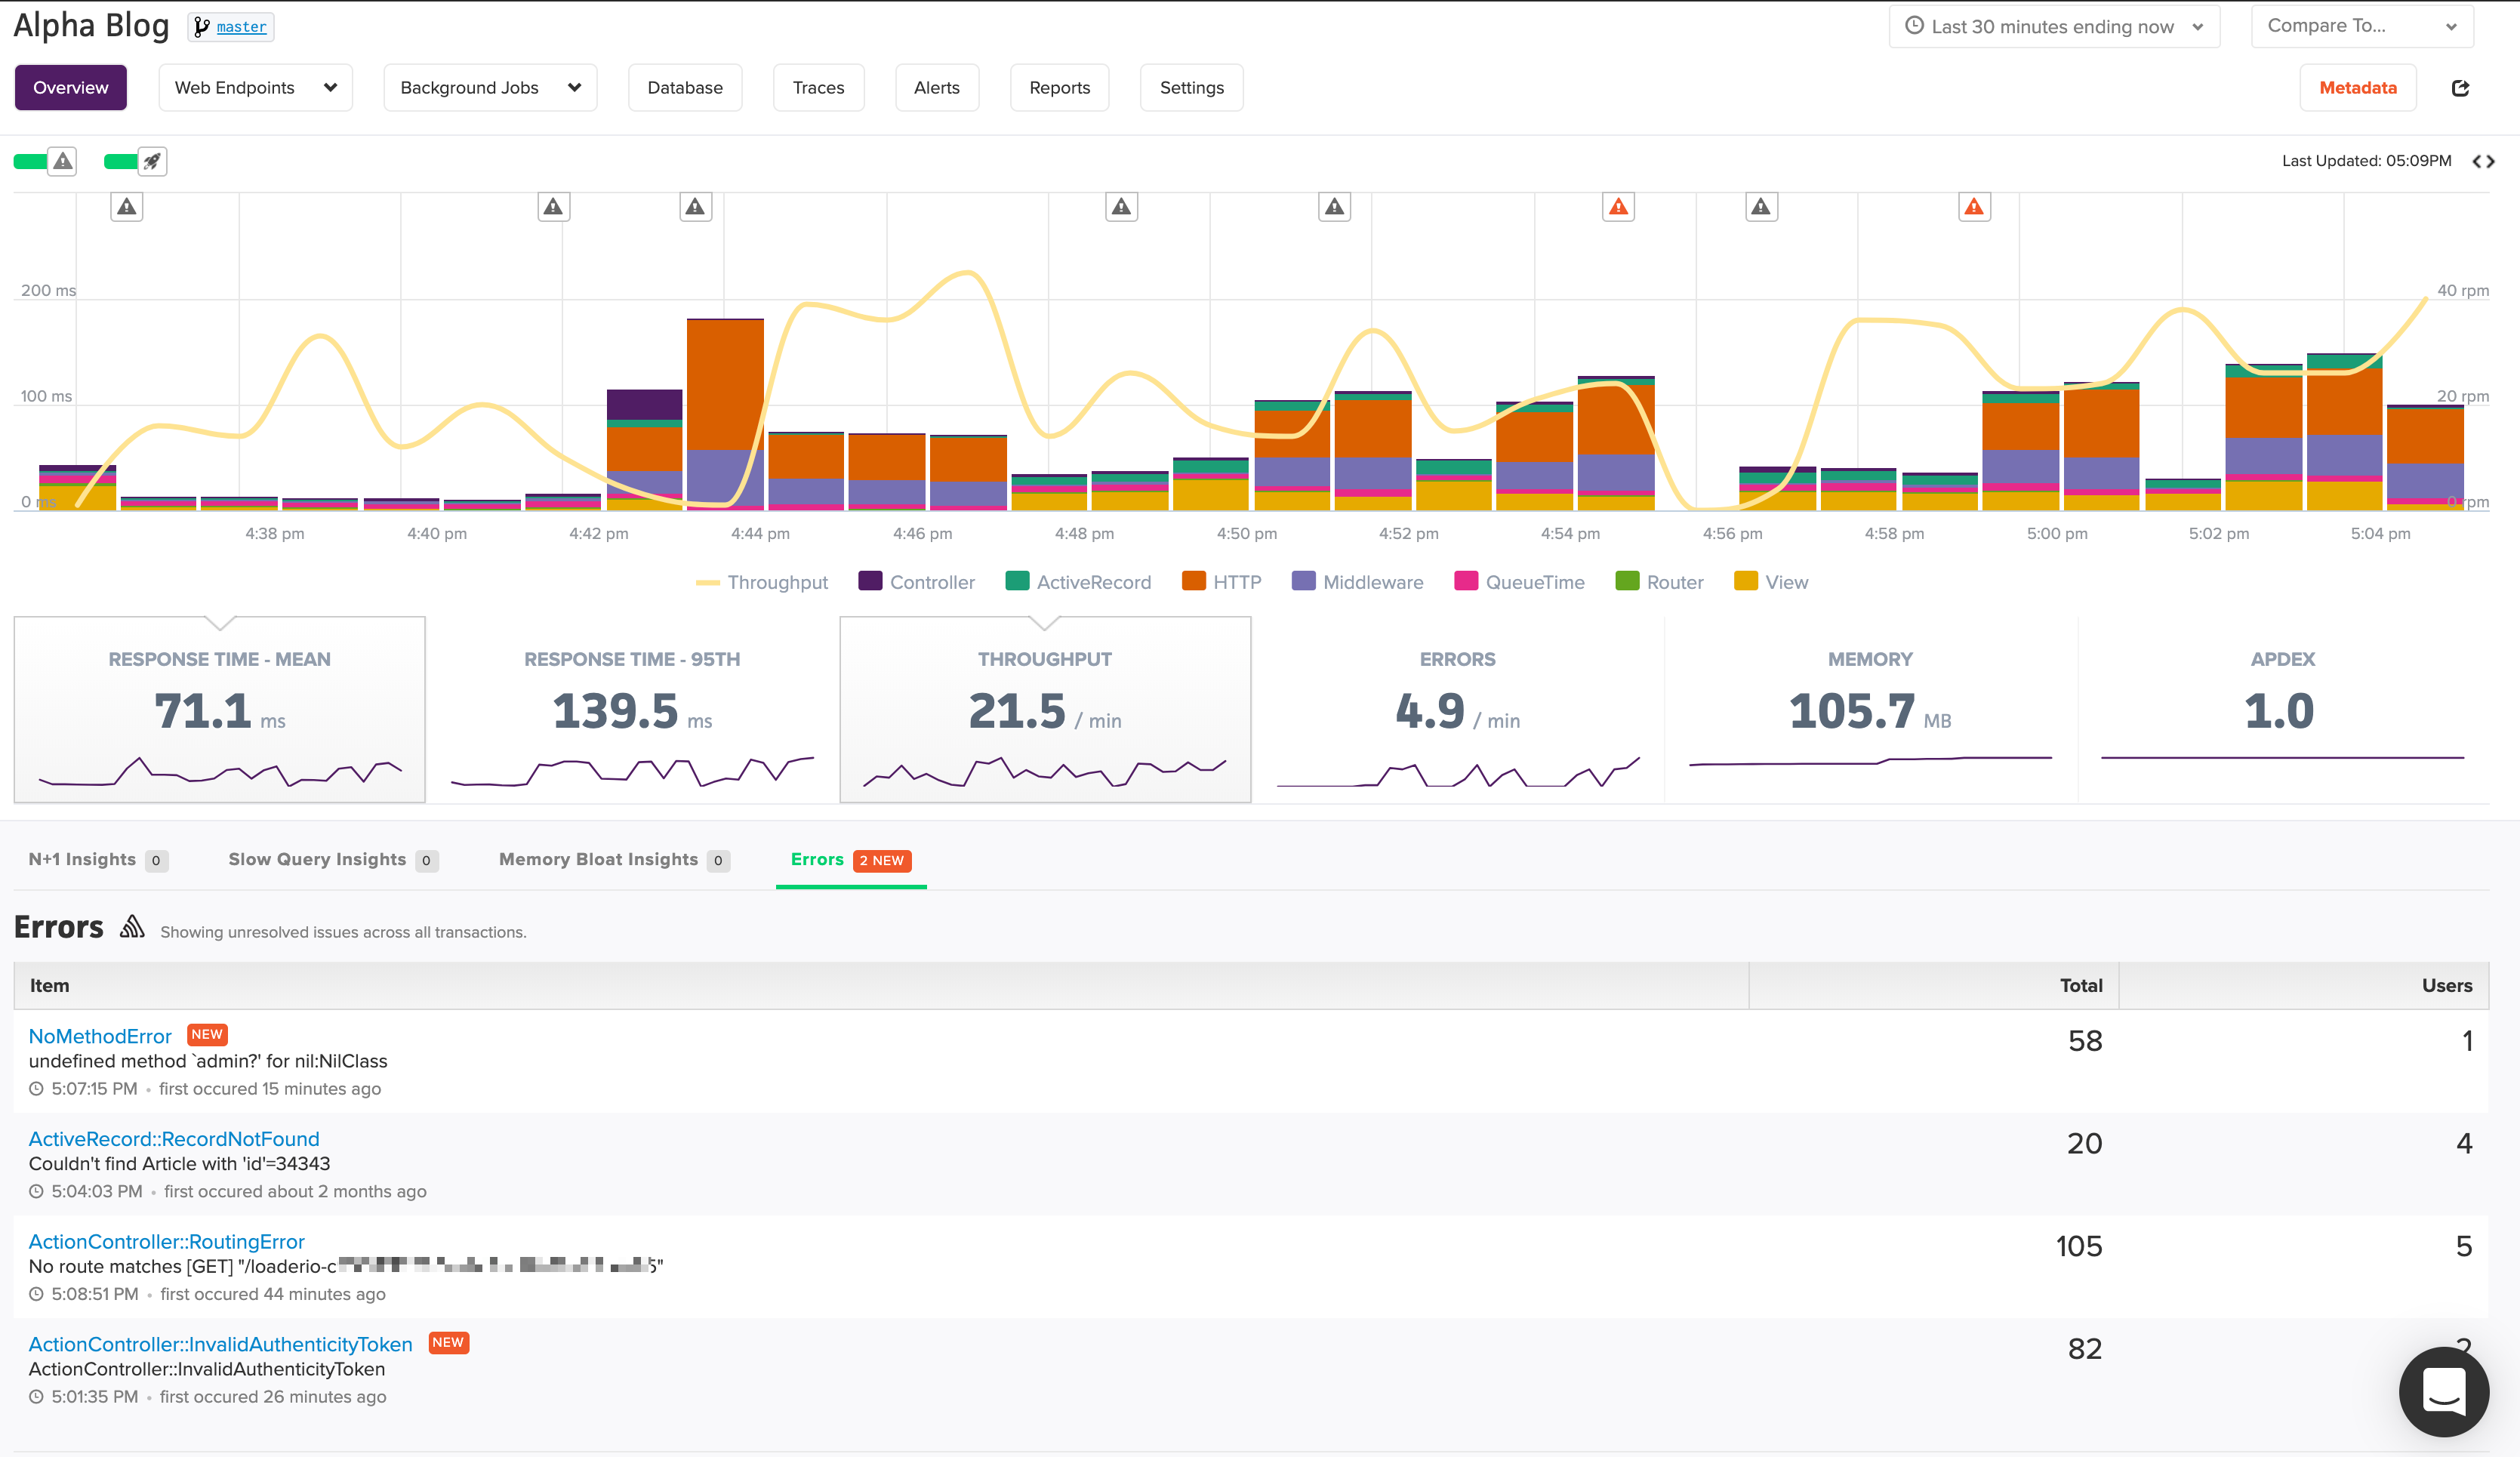 Alpha Blog master Last 30 minutes ending now Compare To...
Overview Web Endpoints Background Jobs Database Traces Alerts Reports Settings Metadata
Last Updated: 05:09PM
200 ms 40 rpm
100 ms 20 rpm
0 ms 0 rpm
4:38 pm 4:40 pm 4:42 pm 4:44 pm 4:46 pm 4:48 pm 4:50 pm 4:52 pm 4:54 pm 4:56 pm 4:58 pm 5:00 pm 5:02 pm 5:04 pm
Throughput Controller ActiveRecord HTTP Middleware QueueTime Router View
RESPONSE TIME - MEAN RESPONSE TIME - 95TH THROUGHPUT ERRORS MEMORY APDEX
71.1 ms 139.5 ms 21.5 / min 4.9 / min 105.7 MB 1.0
N+1 Insights 0 Slow Query Insights 0 Memory Bloat Insights 0 Errors 2 NEW
Errors Showing unresolved issues across all transactions.
Item Total Users
NoMethodError NEW 58 1
undefined method `admin?' for nil:NilClass
5:07:15 PM • first occured 15 minutes ago
ActiveRecord::RecordNotFound 20 4
Couldn't find Article with 'id'=34343
5:04:03 PM • first occured about 2 months ago
ActionController::RoutingError 105 5
No route matches [GET] "/loaderio-c
5:08:51 PM • first occured 44 minutes ago
ActionController::InvalidAuthenticityToken NEW 82 2
ActionController::InvalidAuthenticityToken
5:01:35 PM • first occured 26 minutes ago